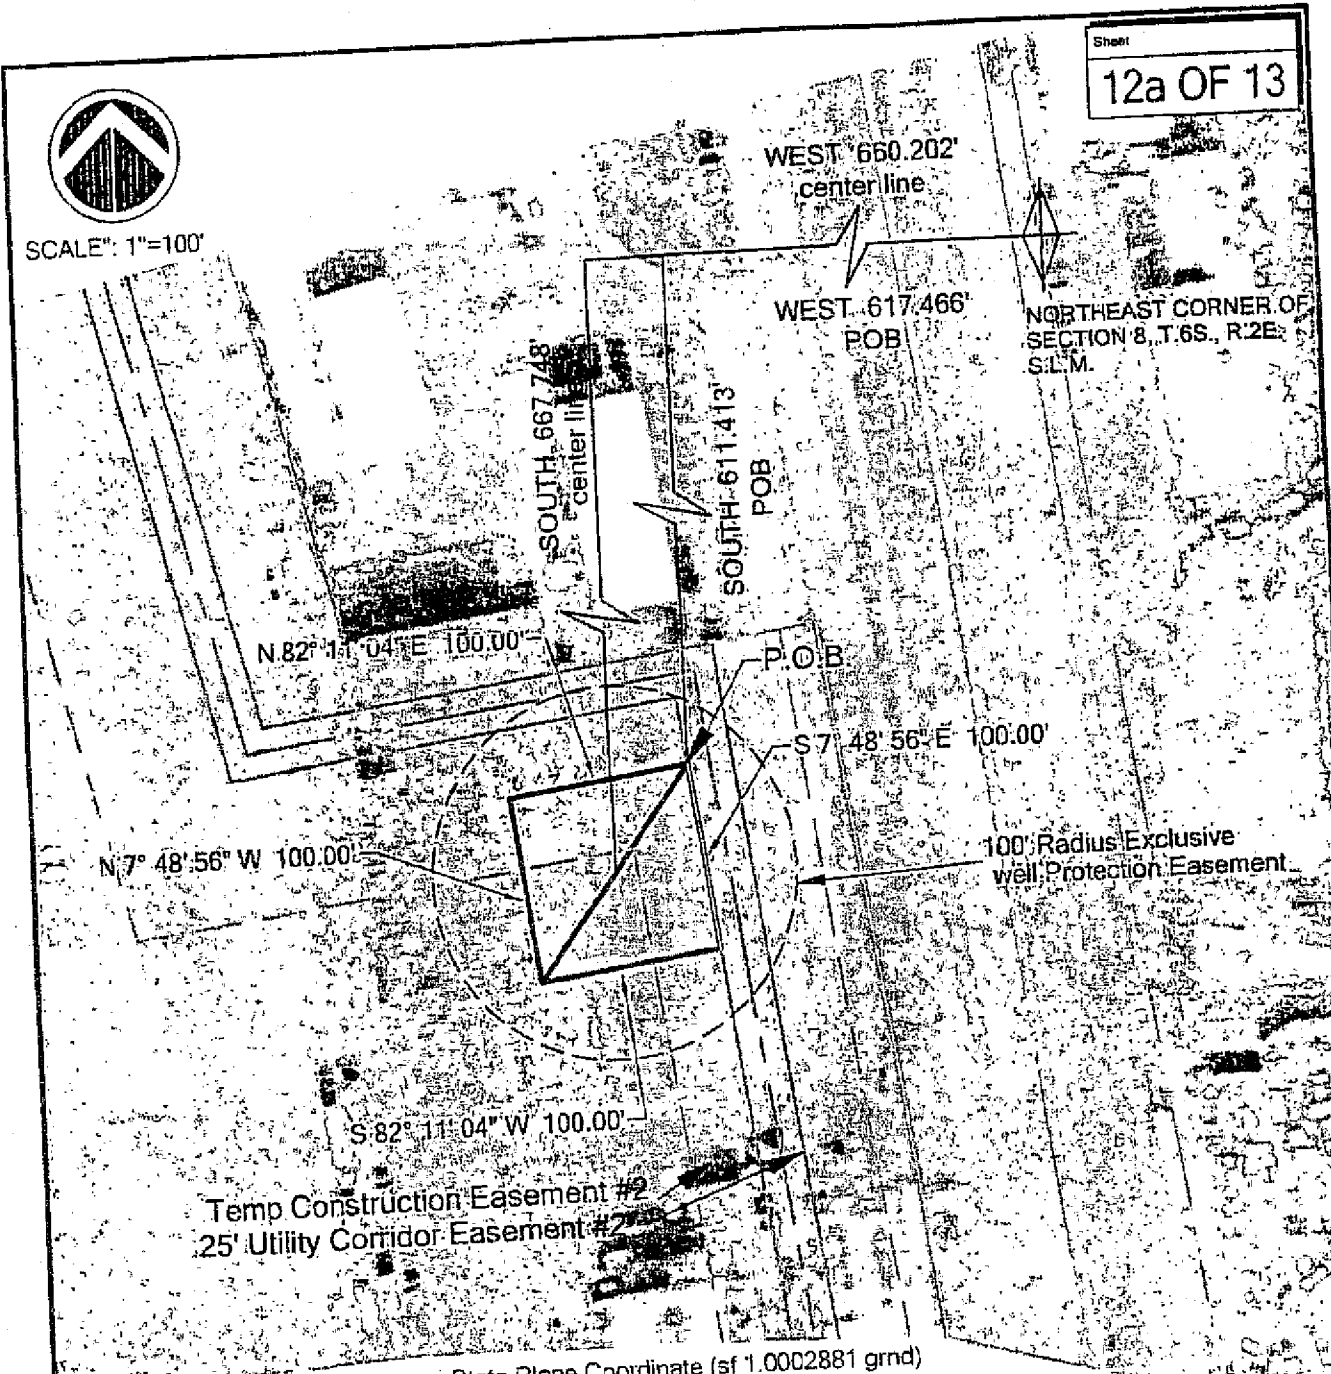 Sheet
12a OF 13
SCALE": 1"=100'
WEST 660.202'
center line
WEST 617.466'
POB
NORTHEAST CORNER OF
SECTION 8, T.6S., R.2E.
S.L.M.
SOUTH 667.748'
center line
SOUTH 611.413'
POB
N 82° 11' 04" E 100.00'
P.O.B
S 7° 48' 56" E 100.00'
N 7° 48' 56" W 100.00'
100' Radius Exclusive
well Protection Easement
S 82° 11' 04" W 100.00'
Temp Construction Easement #2
25' Utility Corridor Easement #2
State Plane Coordinate (sf 1.0002881 grnd)